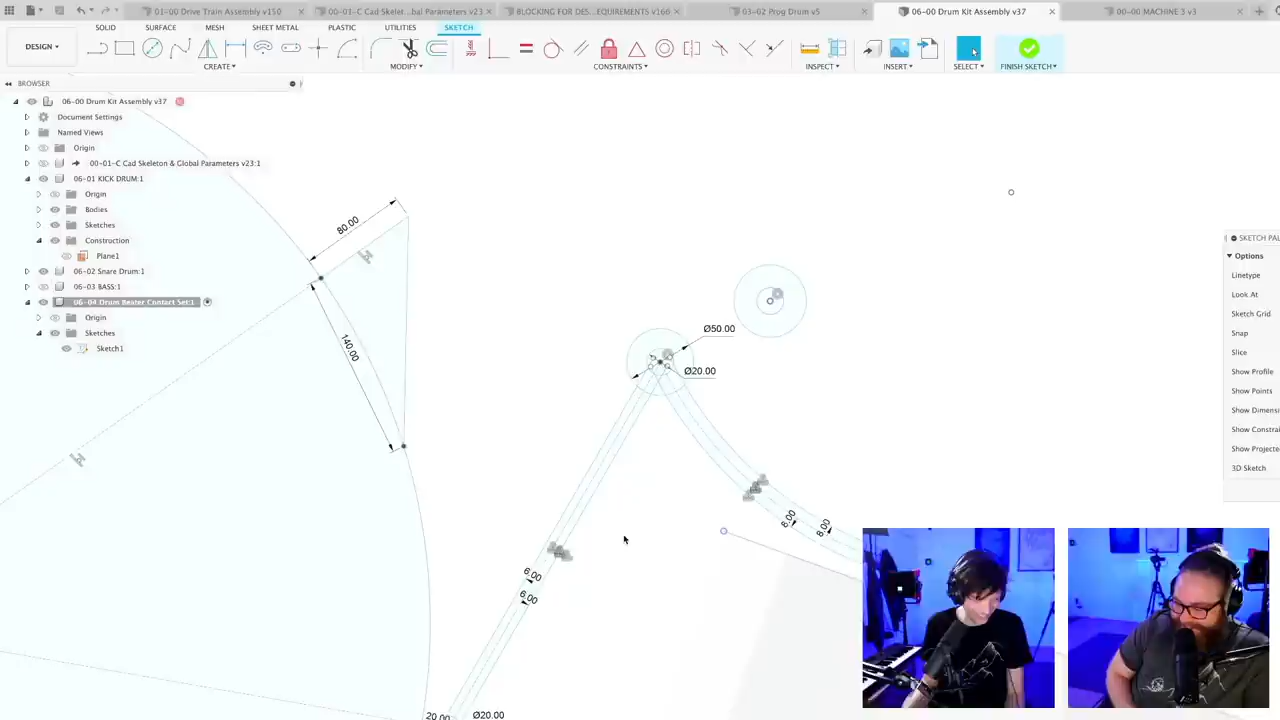 01-00 Drive Train Assembly v150
00-01-C Cad Skelet...bal Parameters v23
BLOCKING FOR DES...EQUIREMENTS v166
03-02 Prog Drum v5
06-00 Drum Kit Assembly v37
00-00 MACHINE 3 v3
SOLID
SURFACE
MESH
SHEET METAL
PLASTIC
UTILITIES
SKETCH
DESIGN
CREATE
MODIFY
CONSTRAINTS
INSPECT
INSERT
SELECT
FINISH SKETCH
BROWSER
06-00 Drum Kit Assembly v37
Document Settings
Named Views
Origin
00-01-C Cad Skeleton & Global Parameters v23:1
06-01 KICK DRUM:1
Origin
Bodies
Sketches
Construction
Plane1
06-02 Snare Drum:1
06-03 BASS:1
06-04 Drum Beater Contact Set:1
Origin
Sketches
Sketch1
80.00
140.00
Ø50.00
Ø20.00
8.00
8.00
6.00
6.00
20.00
Ø20.00
SKETCH PAL
Options
Linetype
Look At
Sketch Grid
Snap
Slice
Show Profile
Show Points
Show Dimensi
Show Constrai
Show Projecte
3D Sketch